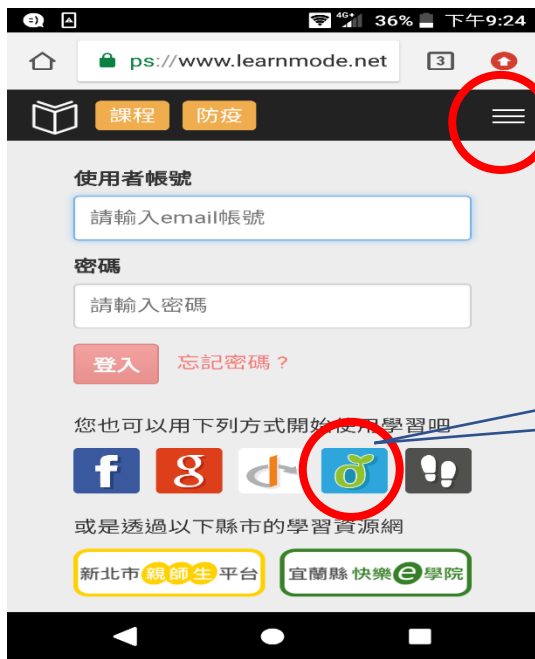 4G+ 36% 下午9:24
ps://www.learnmode.net 3
課程 防疫
使用者帳號
請輸入email帳號
密碼
請輸入密碼
登入 忘記密碼？
您也可以用下列方式開始使用學習吧
f 8
或是透過以下縣市的學習資源網
新北市親師生平台 宜蘭縣快樂e學院